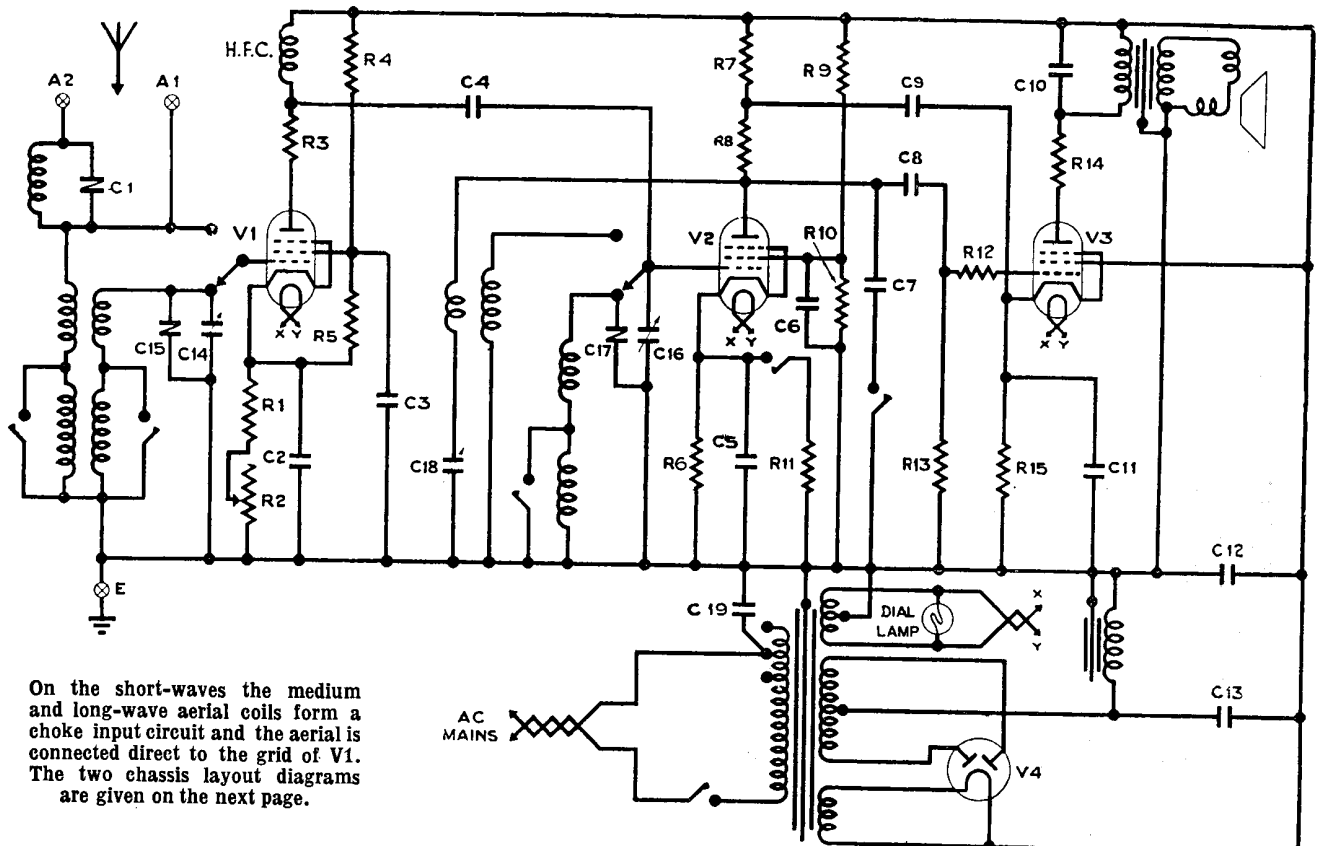 A2
A1
H.F.C.
R4
C4
R7
R9
C9
C10
C1
R3
R8
C8
R14
V1
V2
R10
R12
V3
X Y
X Y
X Y
C15
C14
R5
C17
C16
C6
C7
C3
R1
C2
R2
C18
R6
C5
R11
R13
R15
C11
E
C19
C12
DIAL
LAMP
X
Y
C13
AC
MAINS
V4
On the short-waves the medium
and long-wave aerial coils form a
choke input circuit and the aerial is
connected direct to the grid of V1.
The two chassis layout diagrams
are given on the next page.